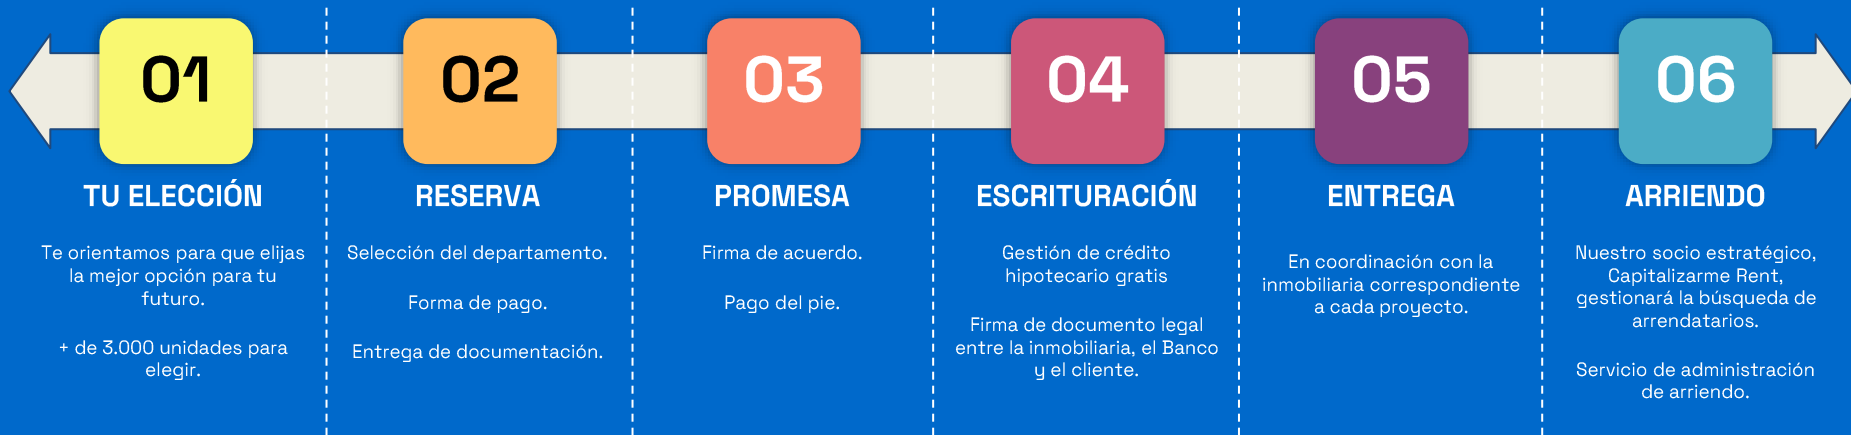 01
TU ELECCIÓN
Te orientamos para que elijas
la mejor opción para tu
futuro.
+ de 3.000 unidades para
elegir.
02
RESERVA
Selección del departamento.
Forma de pago.
Entrega de documentación.
03
PROMESA
Firma de acuerdo.
Pago del pie.
04
ESCRITURACIÓN
Gestión de crédito
hipotecario gratis
Firma de documento legal
entre la inmobiliaria, el Banco
y el cliente.
05
ENTREGA
En coordinación con la
inmobiliaria correspondiente
a cada proyecto.
06
ARRIENDO
Nuestro socio estratégico,
Capitalizarme Rent,
gestionará la búsqueda de
arrendatarios.
Servicio de administración
de arriendo.